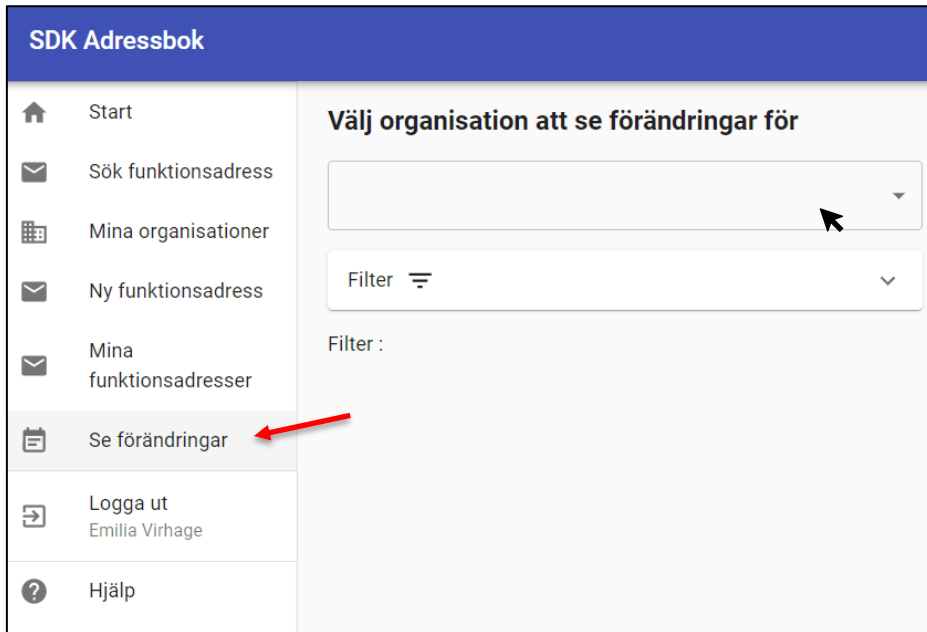 SDK Adressbok
Start
Sök funktionsadress
Mina organisationer
Ny funktionsadress
Mina
funktionsadresser
Se förändringar
Logga ut
Emilia Virhage
Hjälp
Välj organisation att se förändringar för
Filter
Filter :